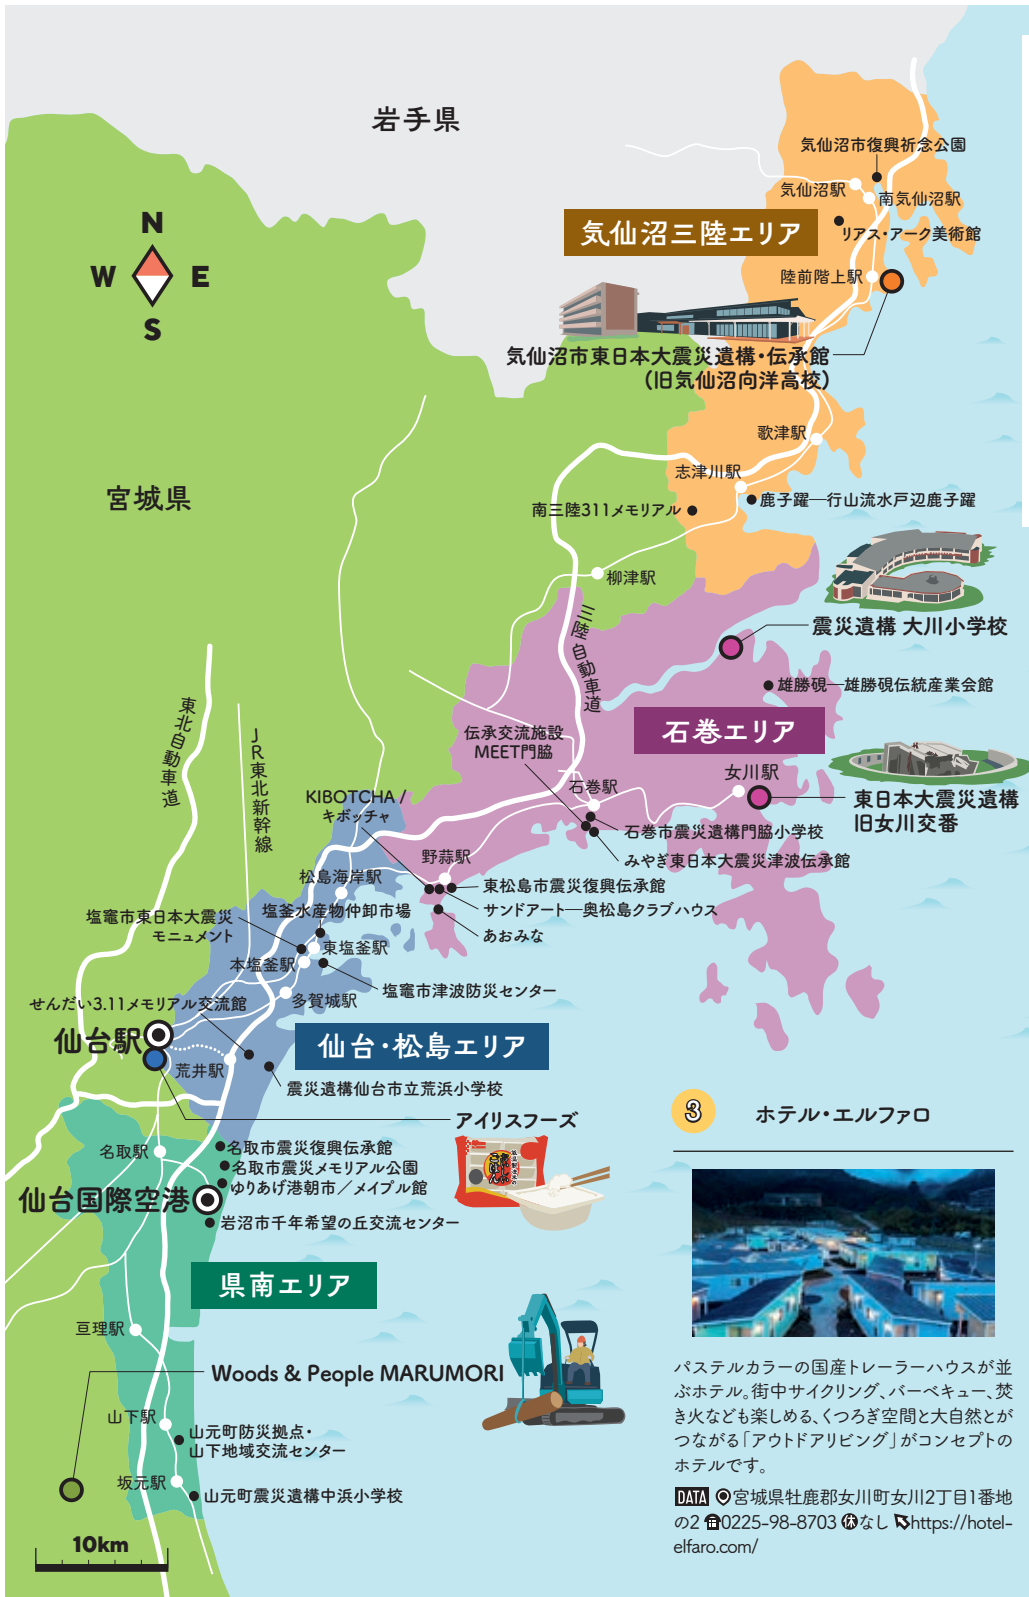 岩手県
N
W
E
S
宮城県
気仙沼市復興祈念公園
気仙沼駅
南気仙沼駅
リアス・アーク美術館
気仙沼三陸エリア
陸前階上駅
気仙沼市東日本大震災遺構・伝承館
(旧気仙沼向洋高校)
歌津駅
志津川駅
鹿子躍―行山流水戸辺鹿子躍
南三陸311メモリアル
柳津駅
三陸自動車道
震災遺構 大川小学校
雄勝硯―雄勝硯伝統産業会館
石巻エリア
東北自動車道
JR東北新幹線
伝承交流施設
MEET門脇
石巻駅
女川駅
東日本大震災遺構
旧女川交番
KIBOTCHA /
キボッチャ
石巻市震災遺構門脇小学校
みやぎ東日本大震災津波伝承館
野蒜駅
松島海岸駅
東松島市震災復興伝承館
サンドアート―奥松島クラブハウス
あおみな
塩釜水産物仲卸市場
塩竈市東日本大震災
モニュメント
東塩釜駅
本塩釜駅
塩竈市津波防災センター
多賀城駅
せんだい3.11メモリアル交流館
仙台駅
仙台・松島エリア
荒井駅
震災遺構仙台市立荒浜小学校
アイリスフーズ
名取駅
名取市震災復興伝承館
名取市震災メモリアル公園
ゆりあげ港朝市／メイプル館
仙台国際空港
岩沼市千年希望の丘交流センター
県南エリア
亘理駅
Woods & People MARUMORI
山下駅
山元町防災拠点・
山下地域交流センター
坂元駅
山元町震災遺構中浜小学校
10km
3
ホテル・エルファロ
パステルカラーの国産トレーラーハウスが並
ぶホテル。街中サイクリング、バーベキュー、焚
き火なども楽しめる、くつろぎ空間と大自然とが
つながる「アウトドアリビング」がコンセプトの
ホテルです。
DATA 宮城県牡鹿郡女川町女川2丁目1番地
の2 0225-98-8703 休なし https://hotel-
elfaro.com/